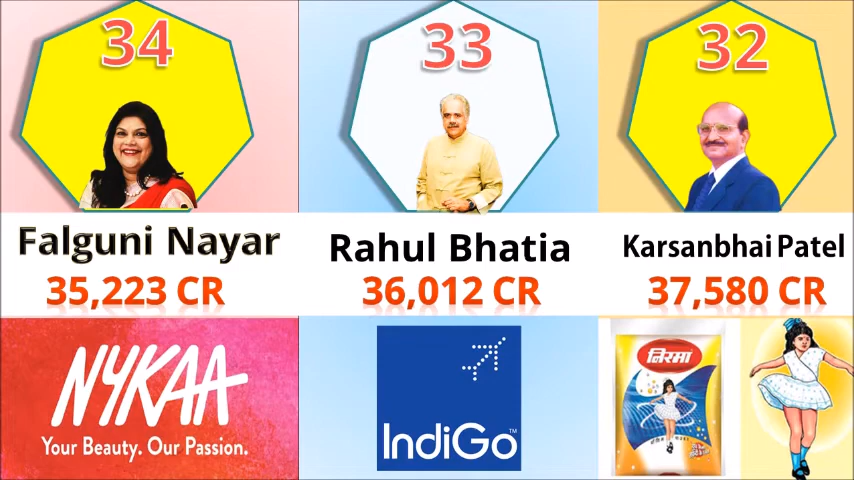 34
33
32
Falguni Nayar
Rahul Bhatia
Karsanbhai Patel
35,223 CR
36,012 CR
37,580 CR
NYKAA
Your Beauty. Our Passion.
IndiGo™
निरमा